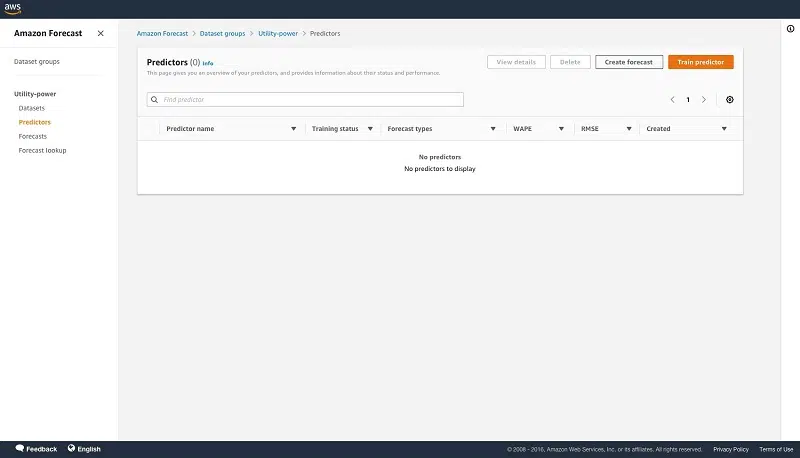 aws
Amazon Forecast
Dataset groups
Utility-power
Datasets
Predictors
Forecasts
Forecast lookup
Amazon Forecast > Dataset groups > Utility-power > Predictors
Predictors (0) Info
This page gives you an overview of your predictors, and provides information about their status and performance.
View details
Delete
Create forecast
Train predictor
Find predictor
1
Predictor name
Training status
Forecast types
WAPE
RMSE
Created
No predictors
No predictors to display
Feedback
English
© 2008 - 2016, Amazon Web Services, Inc. or its affiliates. All rights reserved.
Privacy Policy
Terms of Use